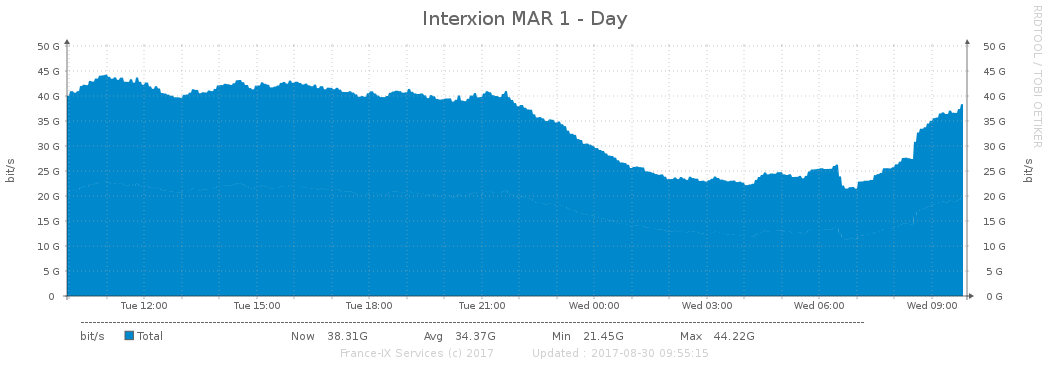 Interxion MAR 1 - Day
RRDTOOL / TOBI OETIKER
50 G 50 G
45 G 45 G
40 G 40 G
35 G 35 G
30 G 30 G
25 G 25 G
20 G 20 G
15 G 15 G
10 G 10 G
5 G 5 G
0 0 G
bit/s
bit/s
Tue 12:00 Tue 15:00 Tue 18:00 Tue 21:00 Wed 00:00 Wed 03:00 Wed 06:00 Wed 09:00
bit/s Total Now 38.31G Avg 34.37G Min 21.45G Max 44.22G
France-IX Services (c) 2017 Updated : 2017-08-30 09:55:15